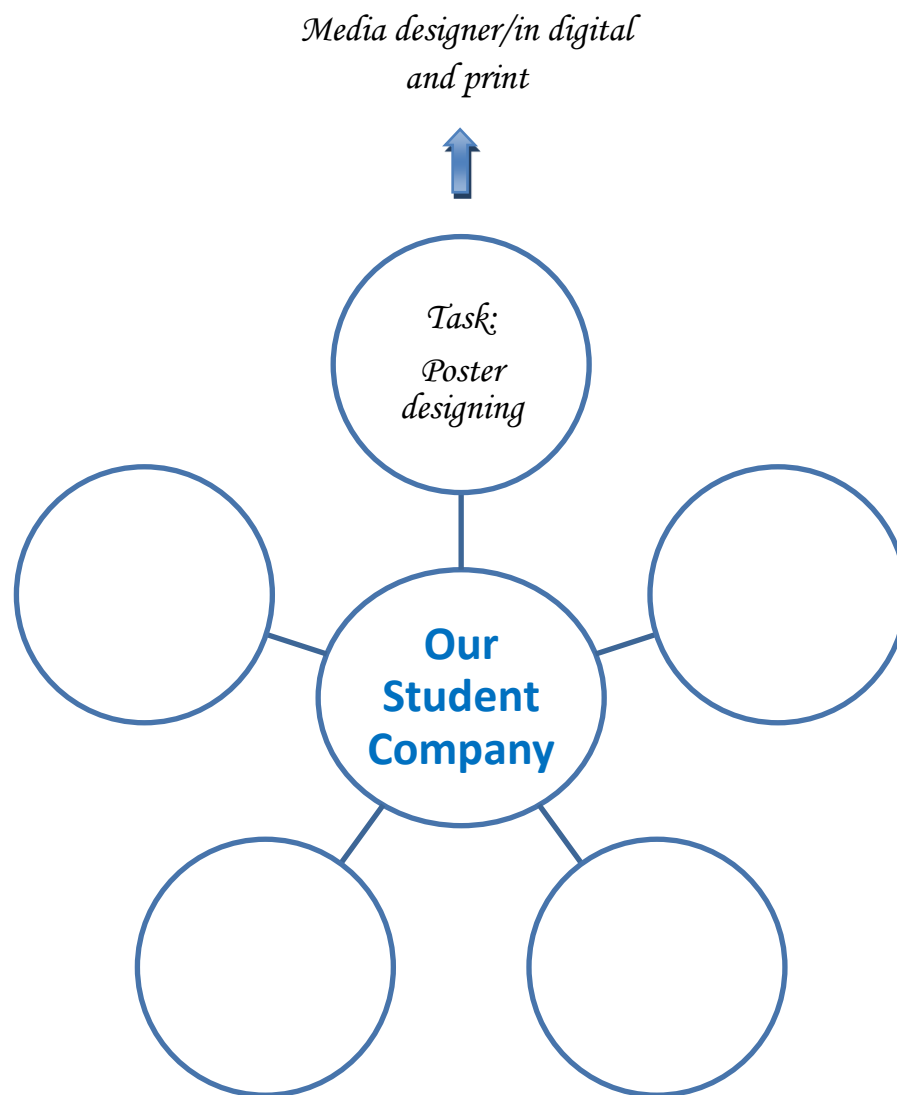 Media designer/in digital
and print
Task:
Poster
designing
Our
Student
Company